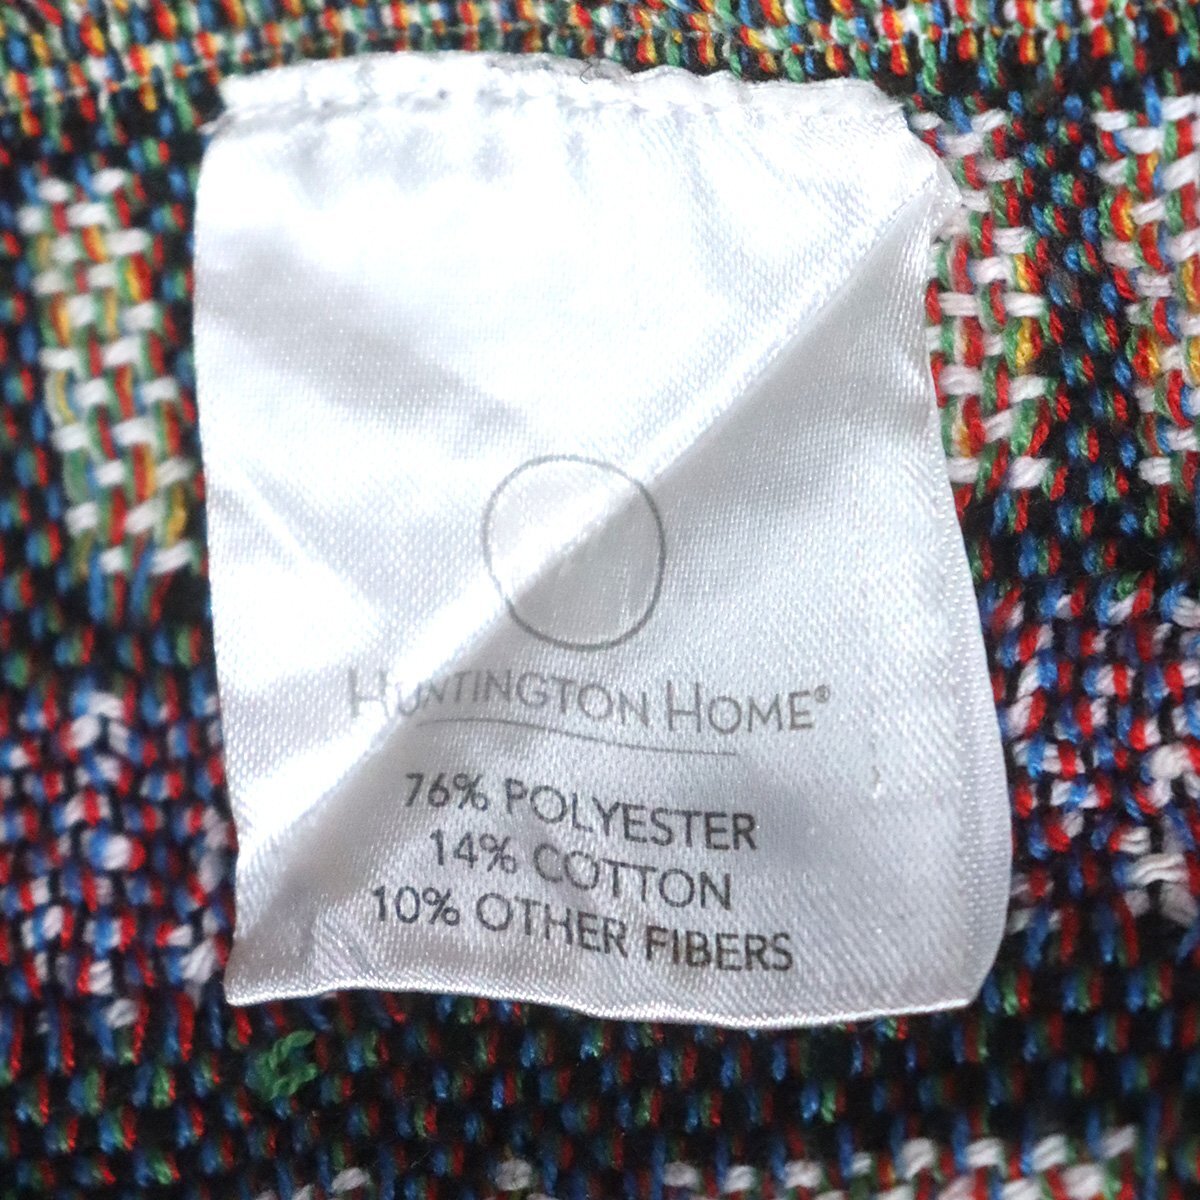 HUNTINGTON HOME®
76% POLYESTER
14% COTTON
10% OTHER FIBERS